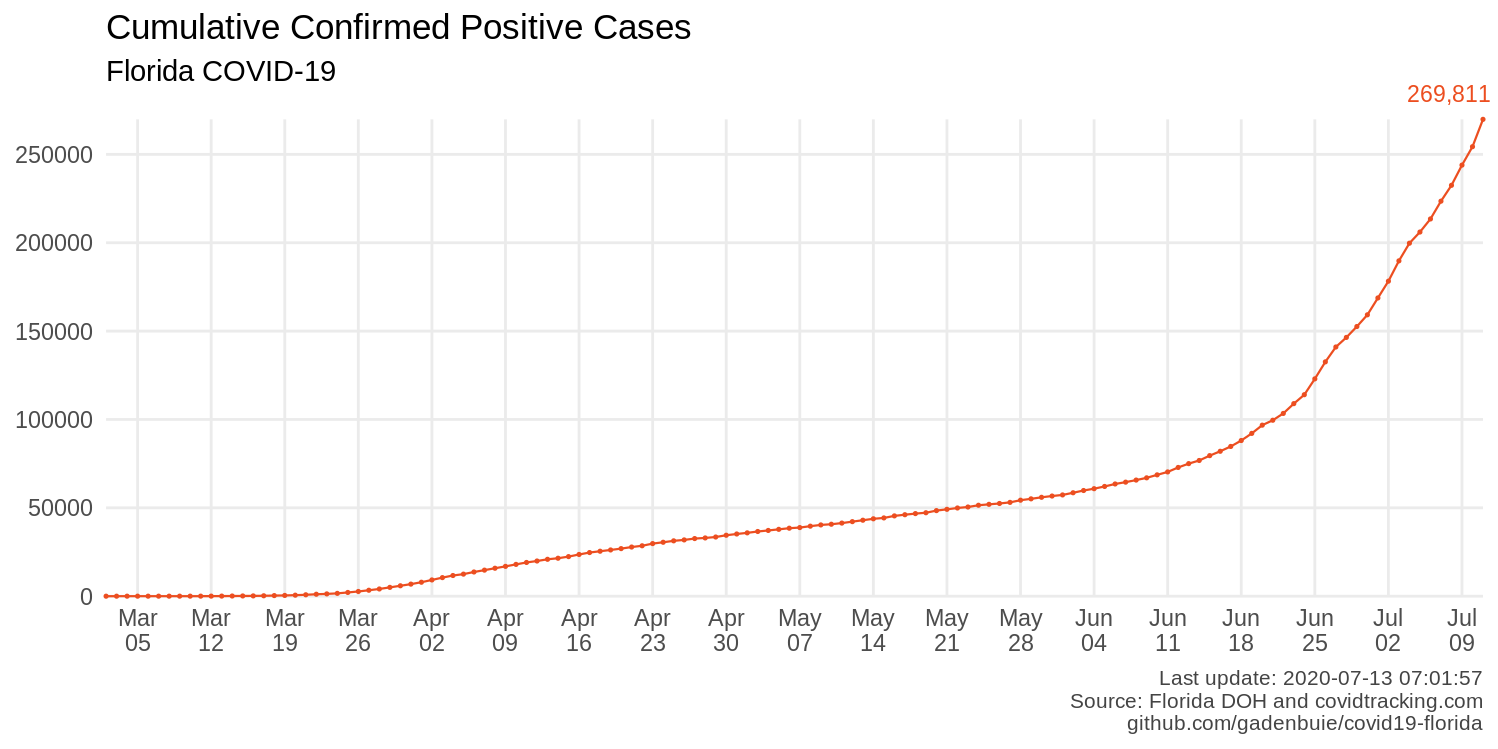 Cumulative Confirmed Positive Cases
Florida COVID-19
269,811
250000
200000
150000
100000
50000
0
Mar Mar Mar Mar Apr Apr Apr Apr Apr May May May May Jun Jun Jun Jun Jul Jul
05 12 19 26 02 09 16 23 30 07 14 21 28 04 11 18 25 02 09
Last update: 2020-07-13 07:01:57
Source: Florida DOH and covidtracking.com
github.com/gadenbuie/covid19-florida